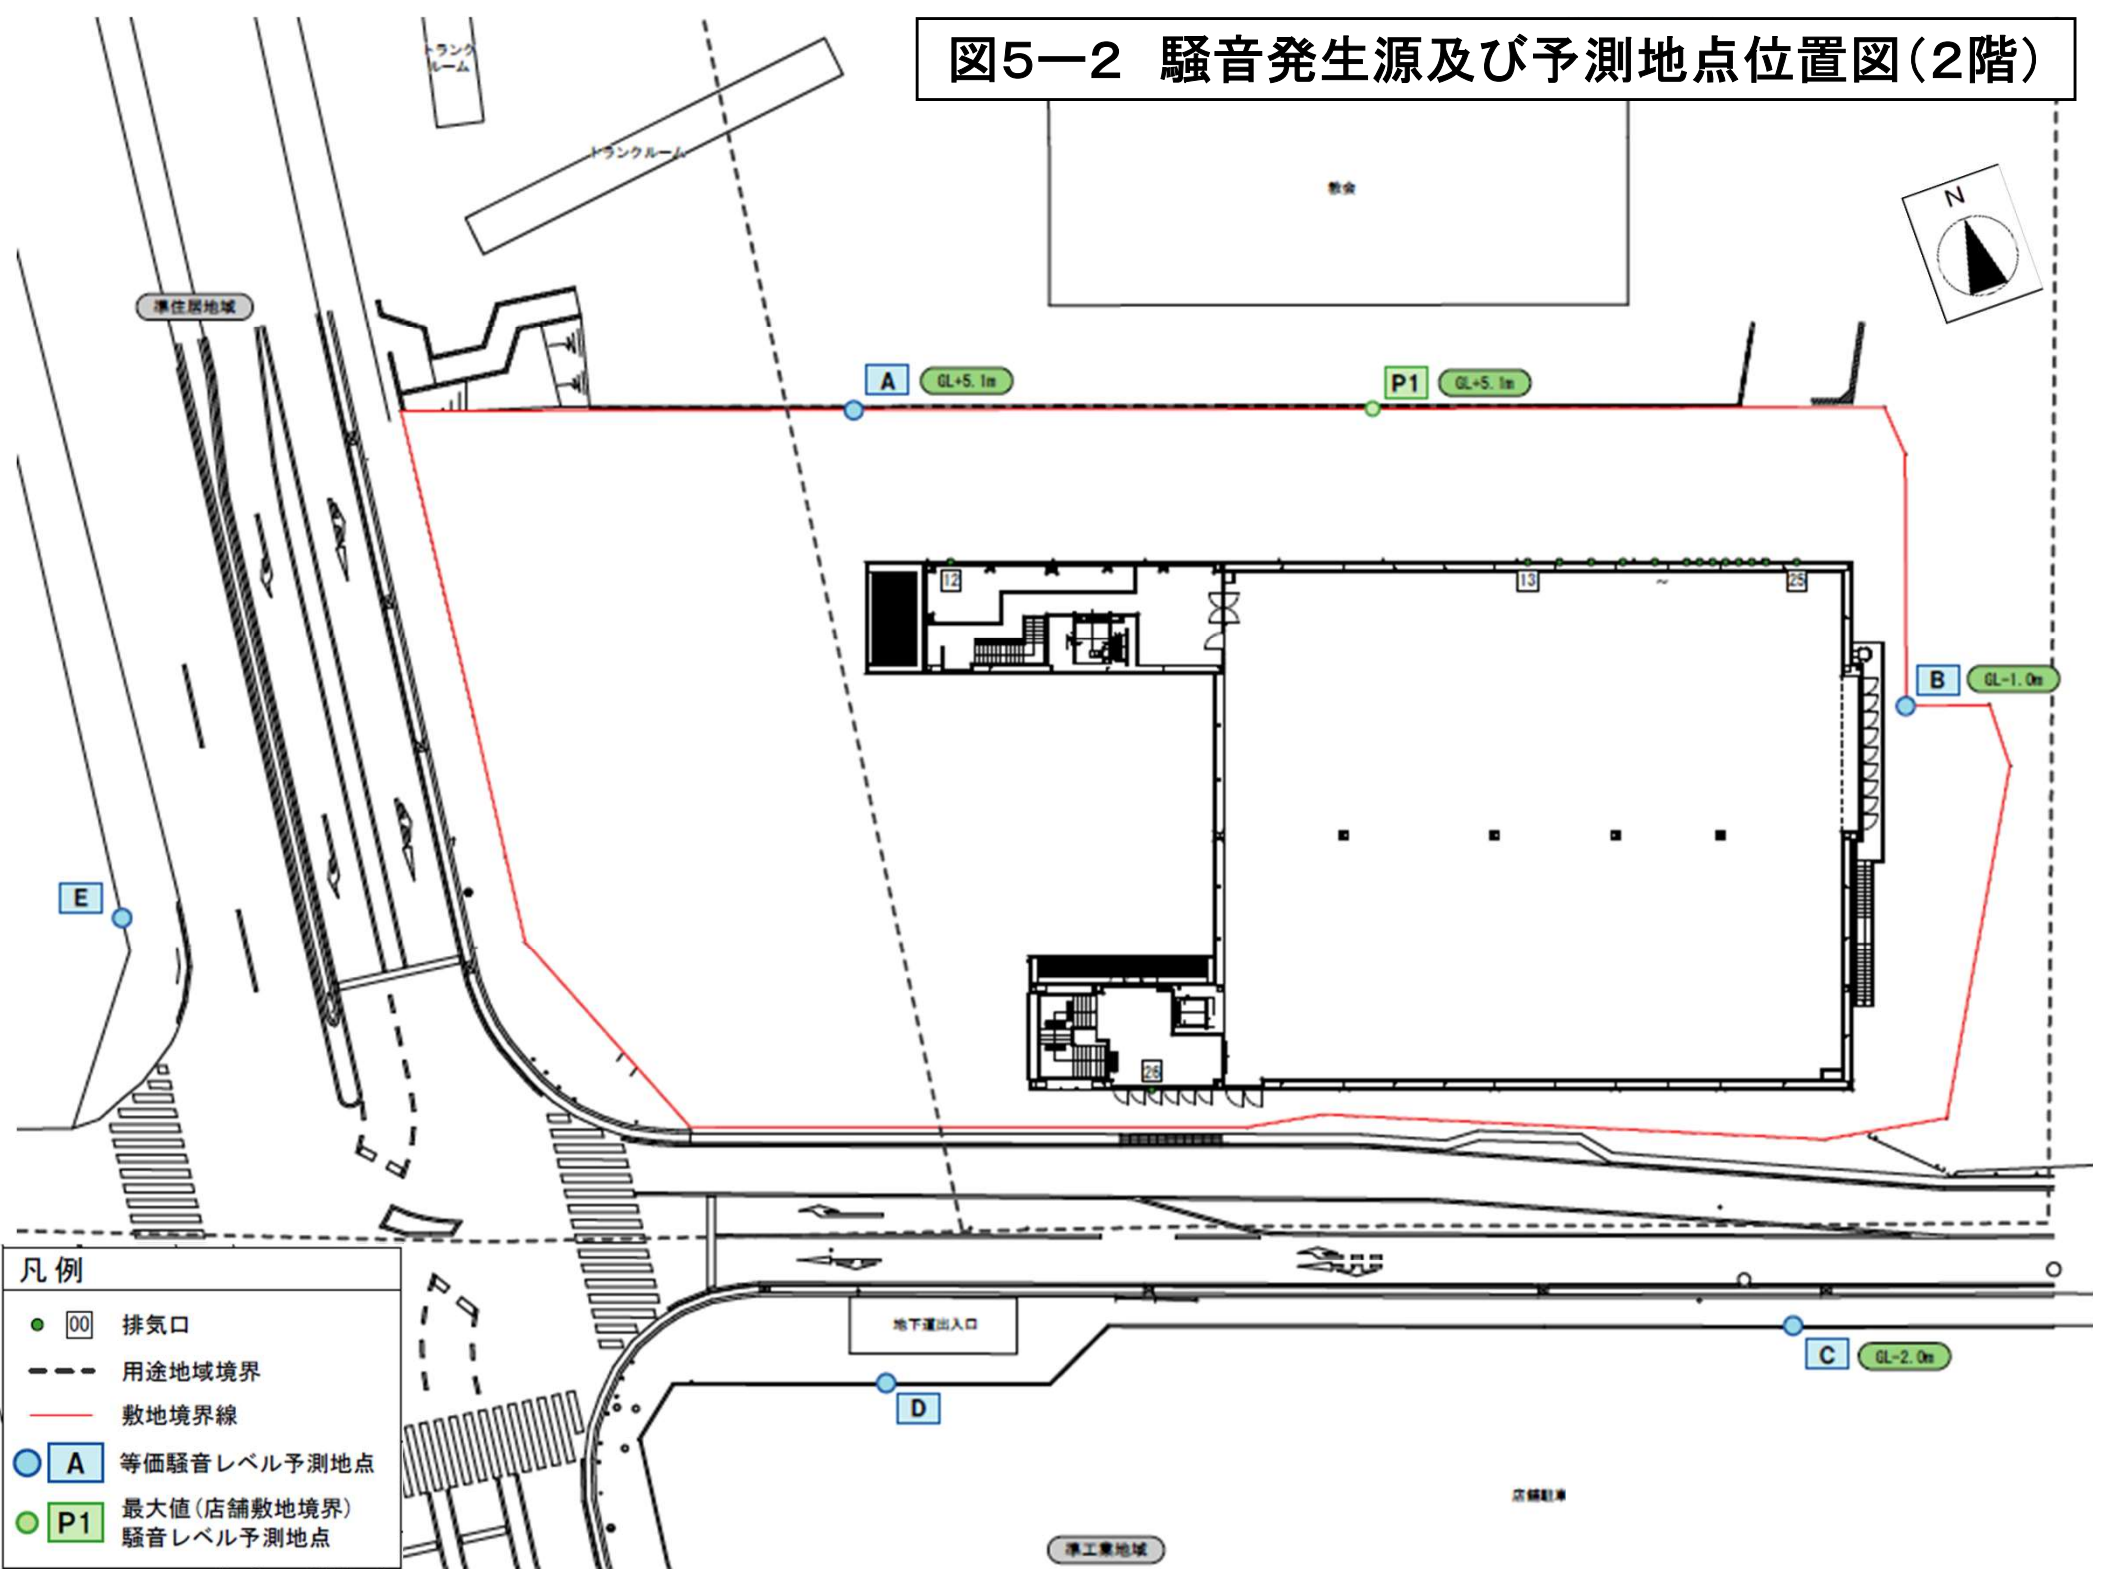 図5ー2 騒音発生源及び予測地点位置図(2階)
トランク
ルーム
トランクルーム
教会
N
準住居地域
A GL+5.1m
P1 GL+5.1m
12
13
~
25
B GL-1.0m
E
26
地下道出入口
C GL-2.0m
D
店舗駐車
準工業地域
凡例
00 排気口
用途地域境界
敷地境界線
A 等価騒音レベル予測地点
P1 最大値(店舗敷地境界)
騒音レベル予測地点